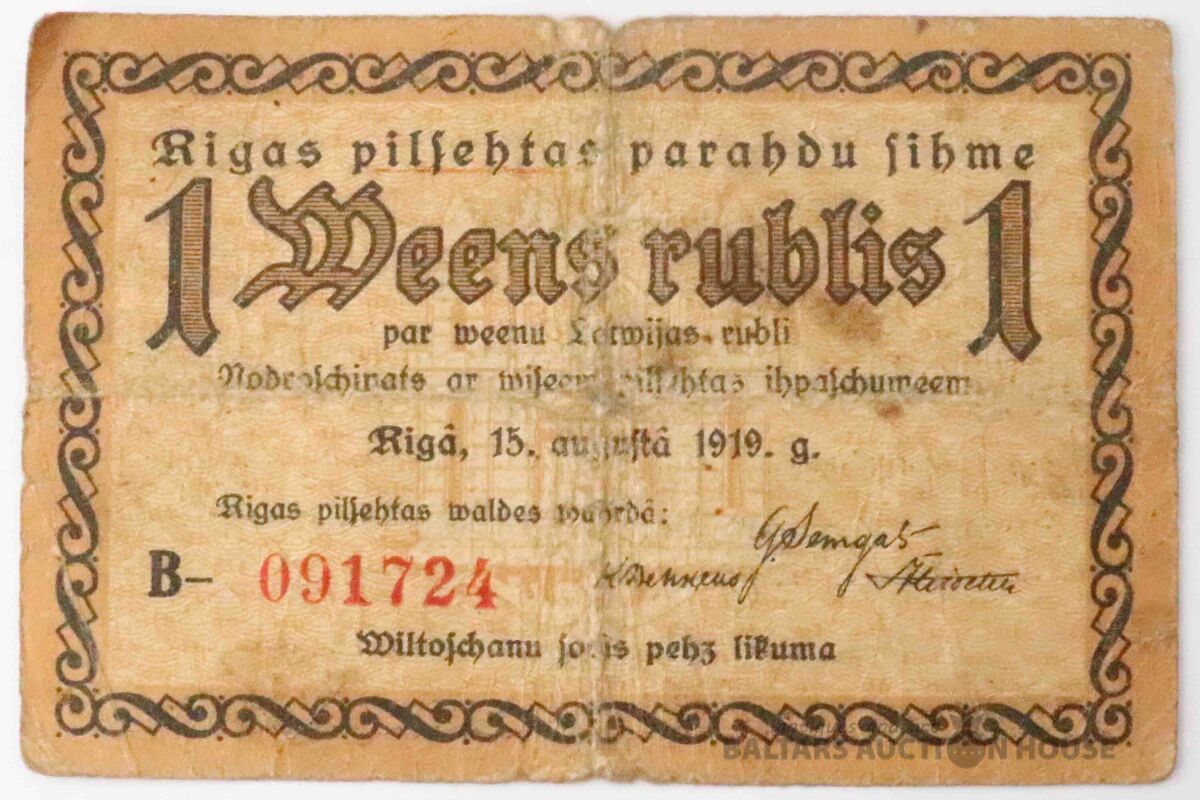 Rigas pilsehtas parahdu sihme
1 Weens rublis 1
par weenu Latwijas rubli
Nodroschinats ar wiseem pilsehtas ihpaschumeem
Rigâ, 15. augustâ 1919. g.
Rigas pilsehtas waldes wahrdâ:
B- 091724
Wiltoschanu sodis pehz likuma
BALTARS AUCTION HOUSE